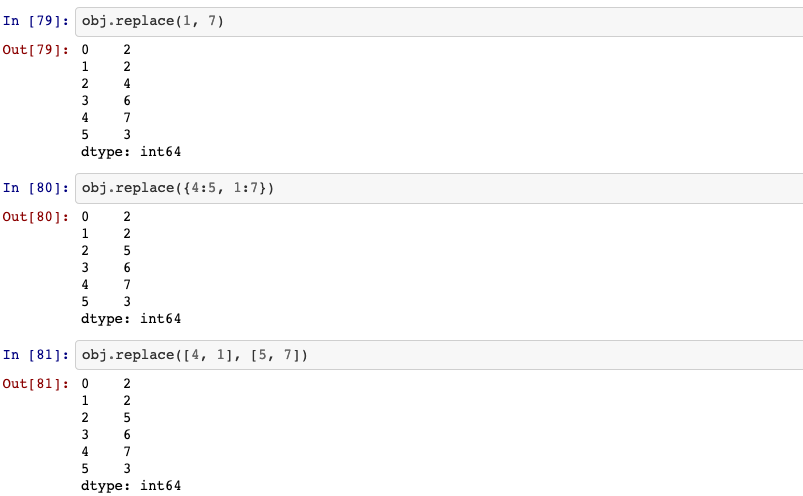 In [79]: obj.replace(1, 7)
Out[79]: 0    2
1    2
2    4
3    6
4    7
5    3
dtype: int64
In [80]: obj.replace({4:5, 1:7})
Out[80]: 0    2
1    2
2    5
3    6
4    7
5    3
dtype: int64
In [81]: obj.replace([4, 1], [5, 7])
Out[81]: 0    2
1    2
2    5
3    6
4    7
5    3
dtype: int64